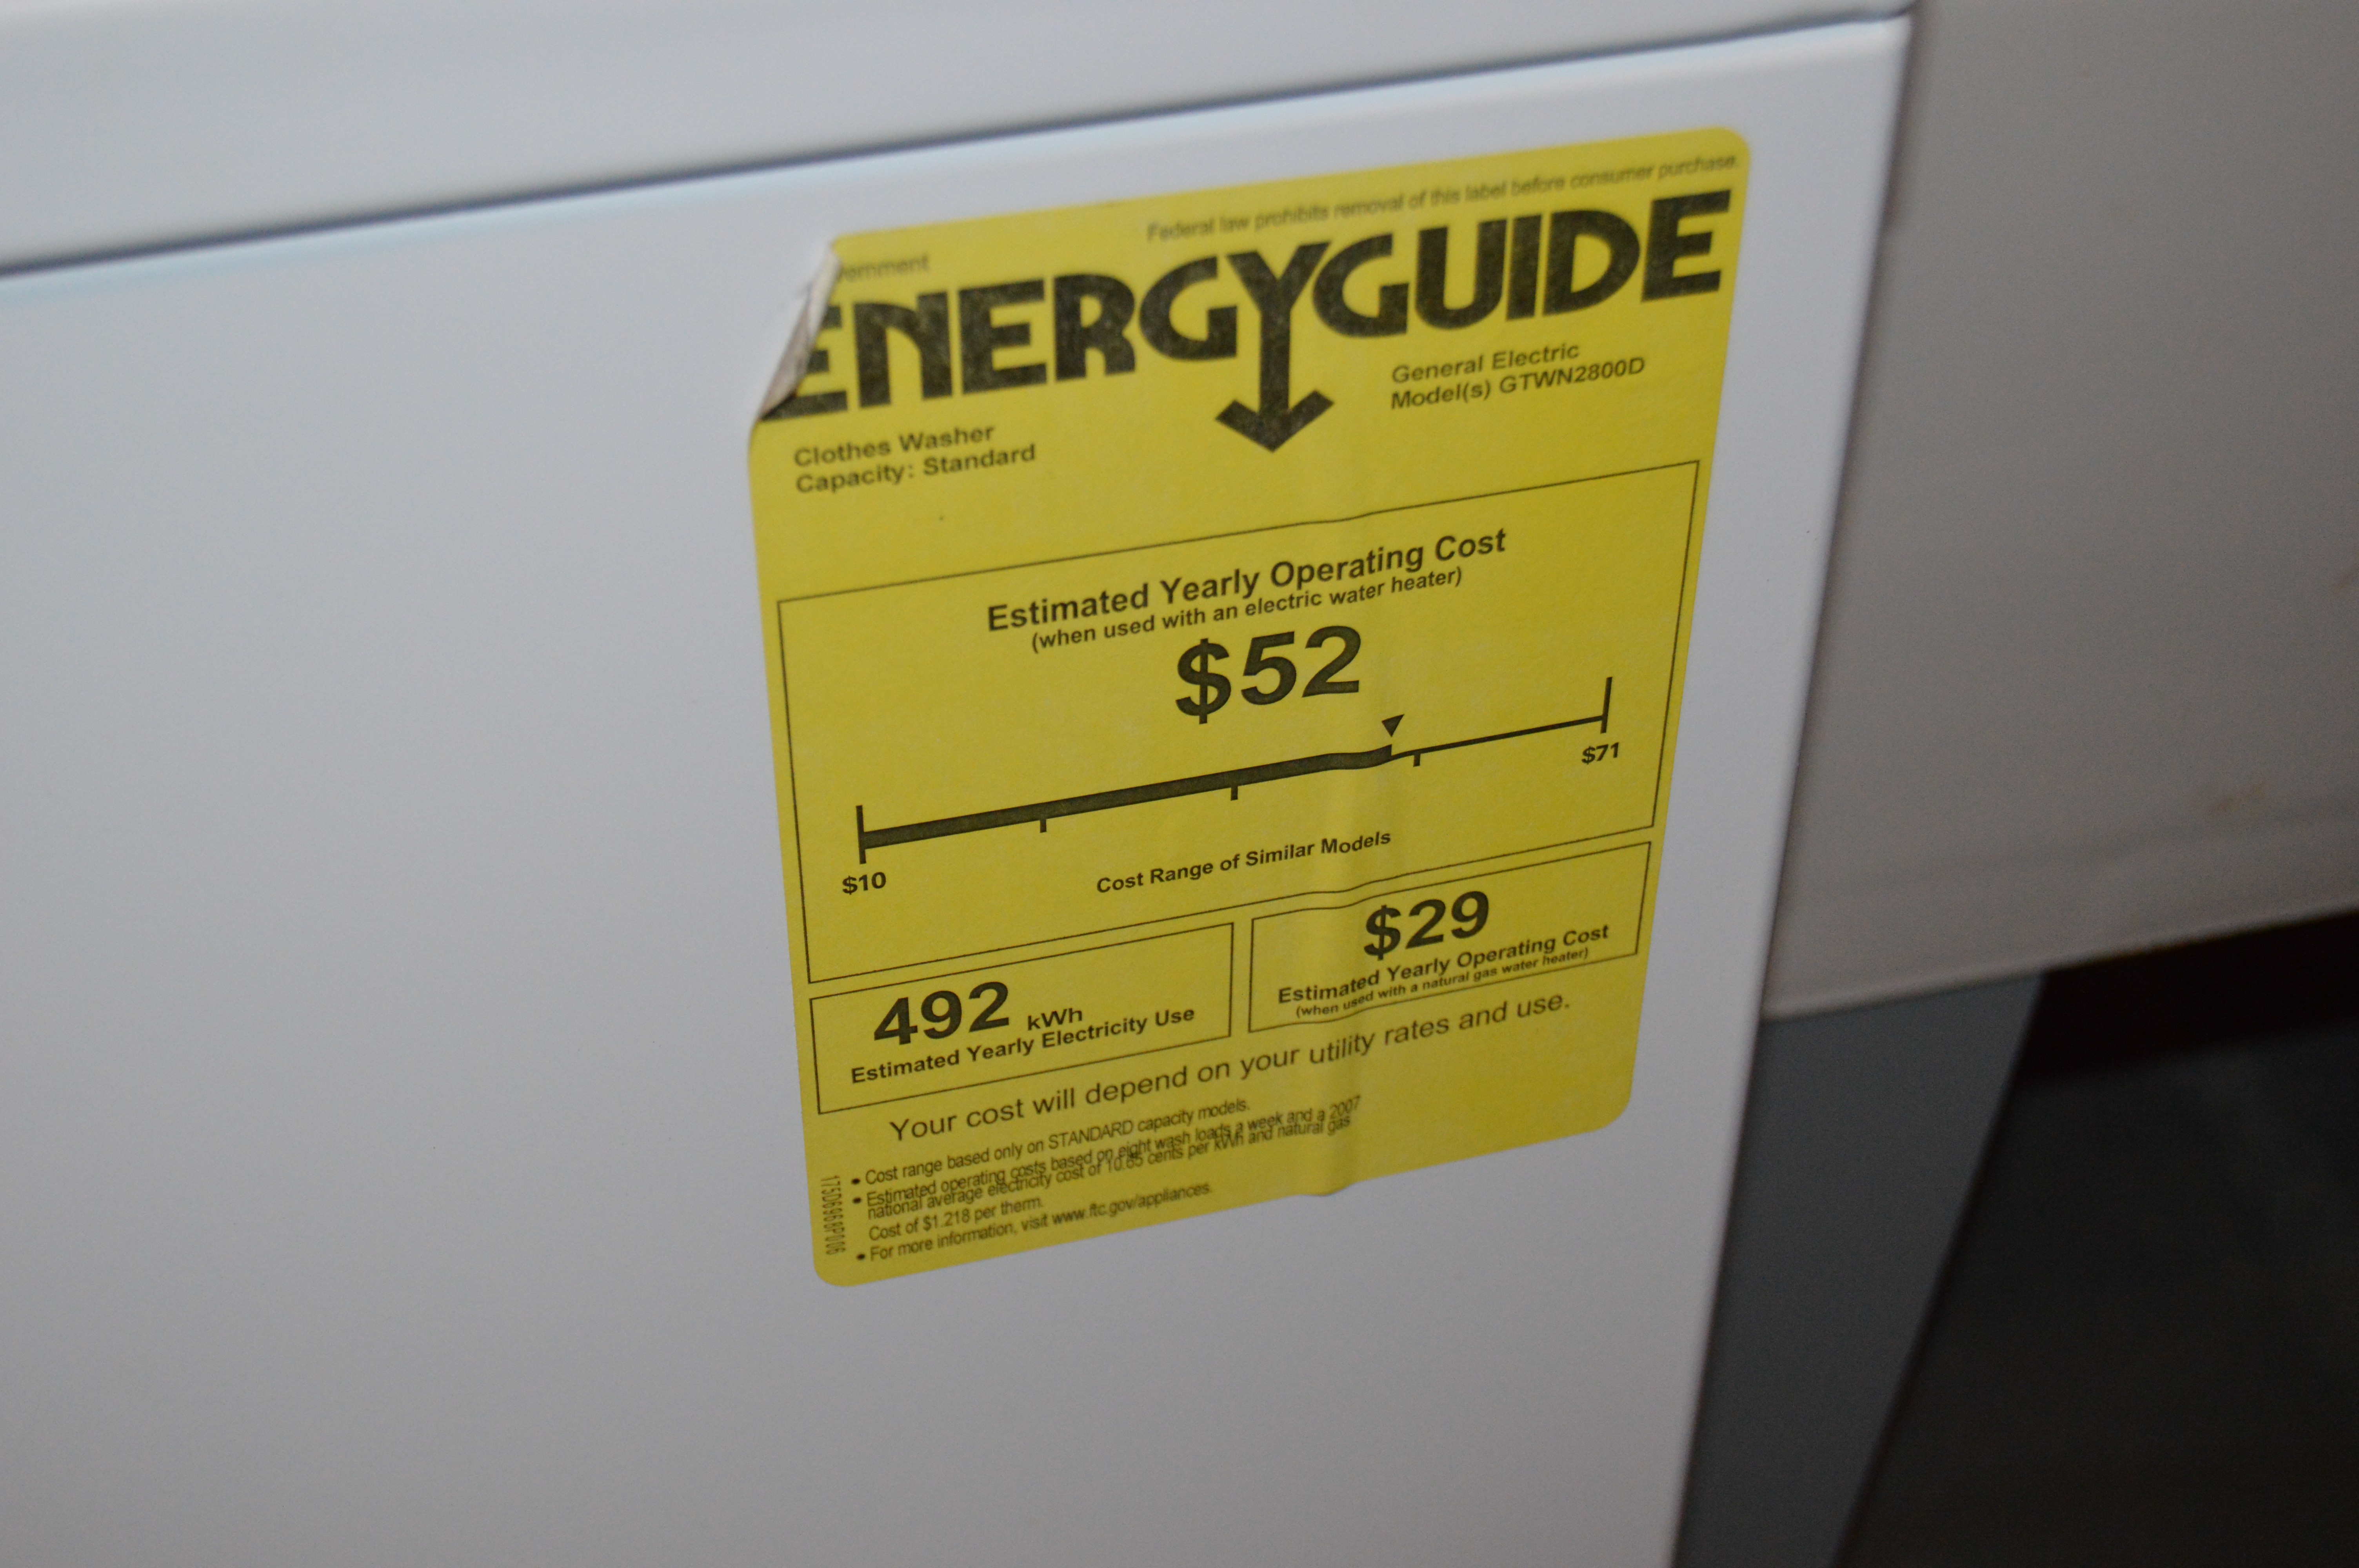 Federal law prohibits removal of this label before consumer purchase.
ENERGYGUIDE
Clothes Washer
Capacity: Standard
General Electric
Model(s) GTWN2800D
Estimated Yearly Operating Cost
(when used with an electric water heater)
$52
$10
$71
Cost Range of Similar Models
492 kWh
Estimated Yearly Electricity Use
$29
Estimated Yearly Operating Cost
(when used with a natural gas water heater)
Your cost will depend on your utility rates and use.
• Cost range based only on STANDARD capacity models.
• Estimated operating costs based on eight wash loads a week and a 2007
national average electricity cost of 10.65 cents per kWh and natural gas
Cost of $1.218 per therm.
• For more information, visit www.ftc.gov/appliances.
175D6968P006